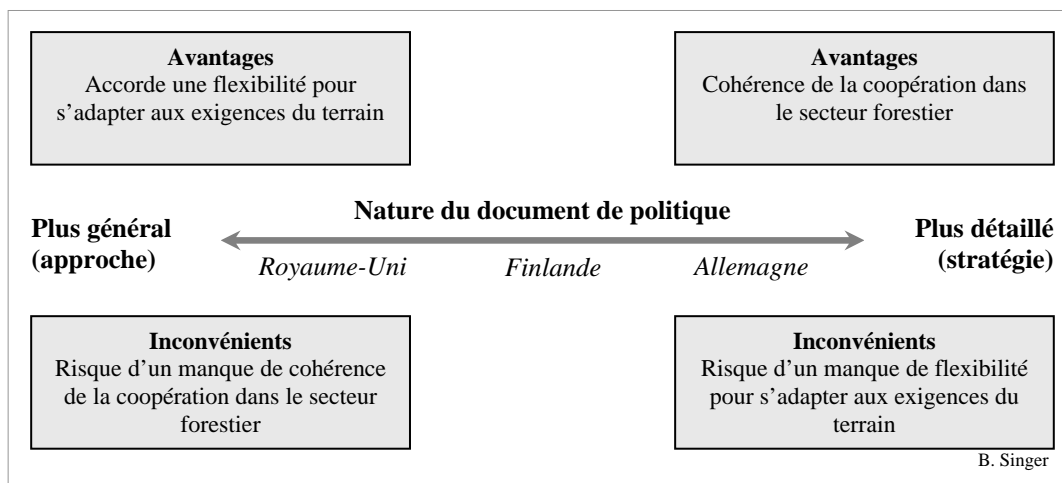 Avantages
Accorde une flexibilité pour
s’adapter aux exigences du terrain
Avantages
Cohérence de la coopération dans
le secteur forestier
Nature du document de politique
Plus général
(approche)
Plus détaillé
(stratégie)
Royaume-Uni
Finlande
Allemagne
Inconvénients
Risque d’un manque de cohérence
de la coopération dans le secteur
forestier
Inconvénients
Risque d’un manque de flexibilité
pour s’adapter aux exigences du
terrain
B. Singer